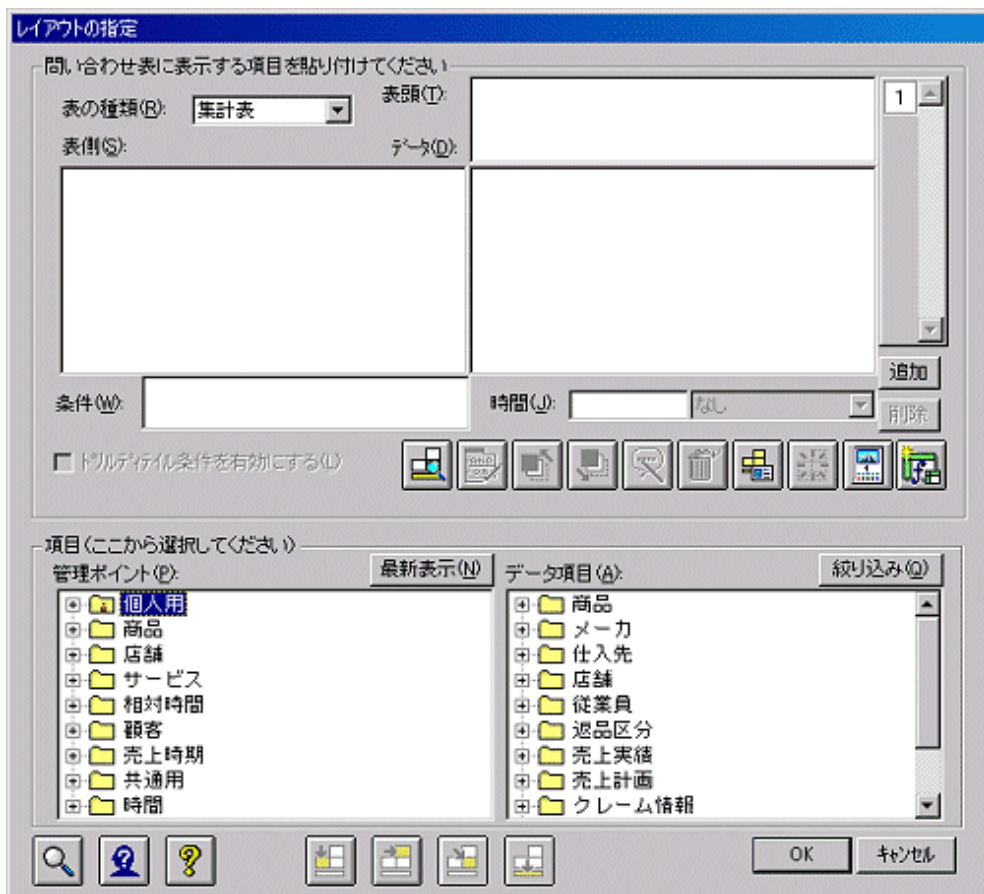 レイアウトの指定
問い合わせ表に表示する項目を貼り付けてください
表の種類(R): 集計表 表頭(T): 1
表側(S): データ(D):
追加
条件(W): 時間(J): なし 削除
ドリルディテイル条件を有効にする(L)
項目(ここから選択してください)
管理ポイント(P): 最新表示(N) データ項目(A): 絞り込み(Q)
個人用
商品
店舗
サービス
相対時間
顧客
売上時期
共通用
時間
商品
メーカ
仕入先
店舗
従業員
返品区分
売上実績
売上計画
クレーム情報
OK キャンセル